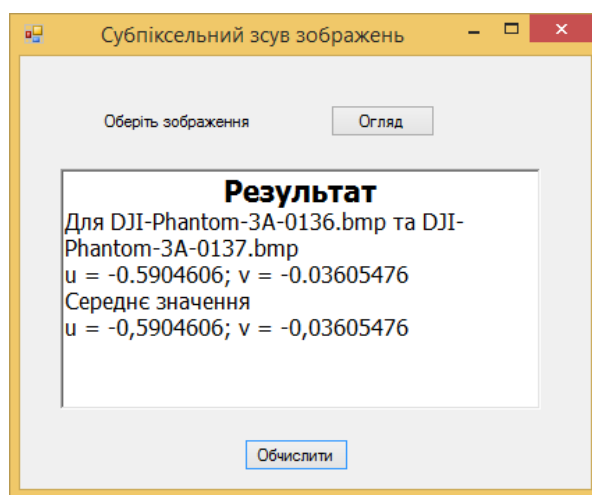 Субпіксельний зсув зображень
Оберіть зображення Огляд
Результат
Для DJI-Phantom-3A-0136.bmp та DJI-
Phantom-3A-0137.bmp
u = -0.5904606; v = -0.03605476
Середнє значення
u = -0,5904606; v = -0,03605476
Обчислити